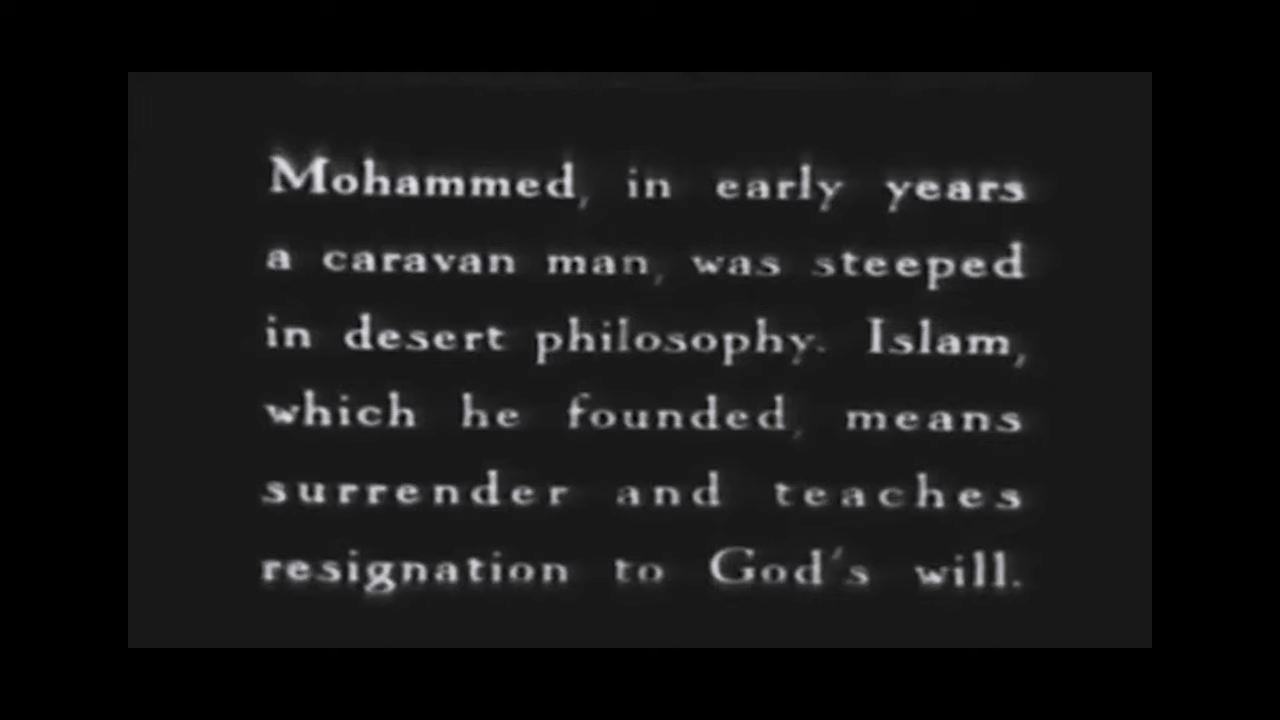 Mohammed, in early years
a caravan man, was steeped
in desert philosophy. Islam,
which he founded, means
surrender and teaches
resignation to God's will.